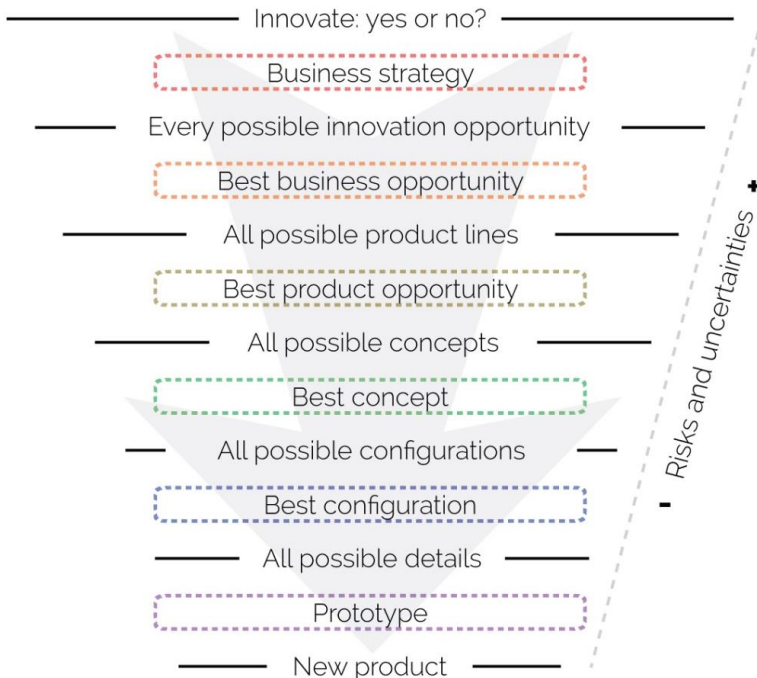 Innovate: yes or no?
Business strategy
Every possible innovation opportunity
Best business opportunity
All possible product lines
Best product opportunity
All possible concepts
Best concept
All possible configurations
Best configuration
All possible details
Prototype
New product
+
Risks and uncertainties
-